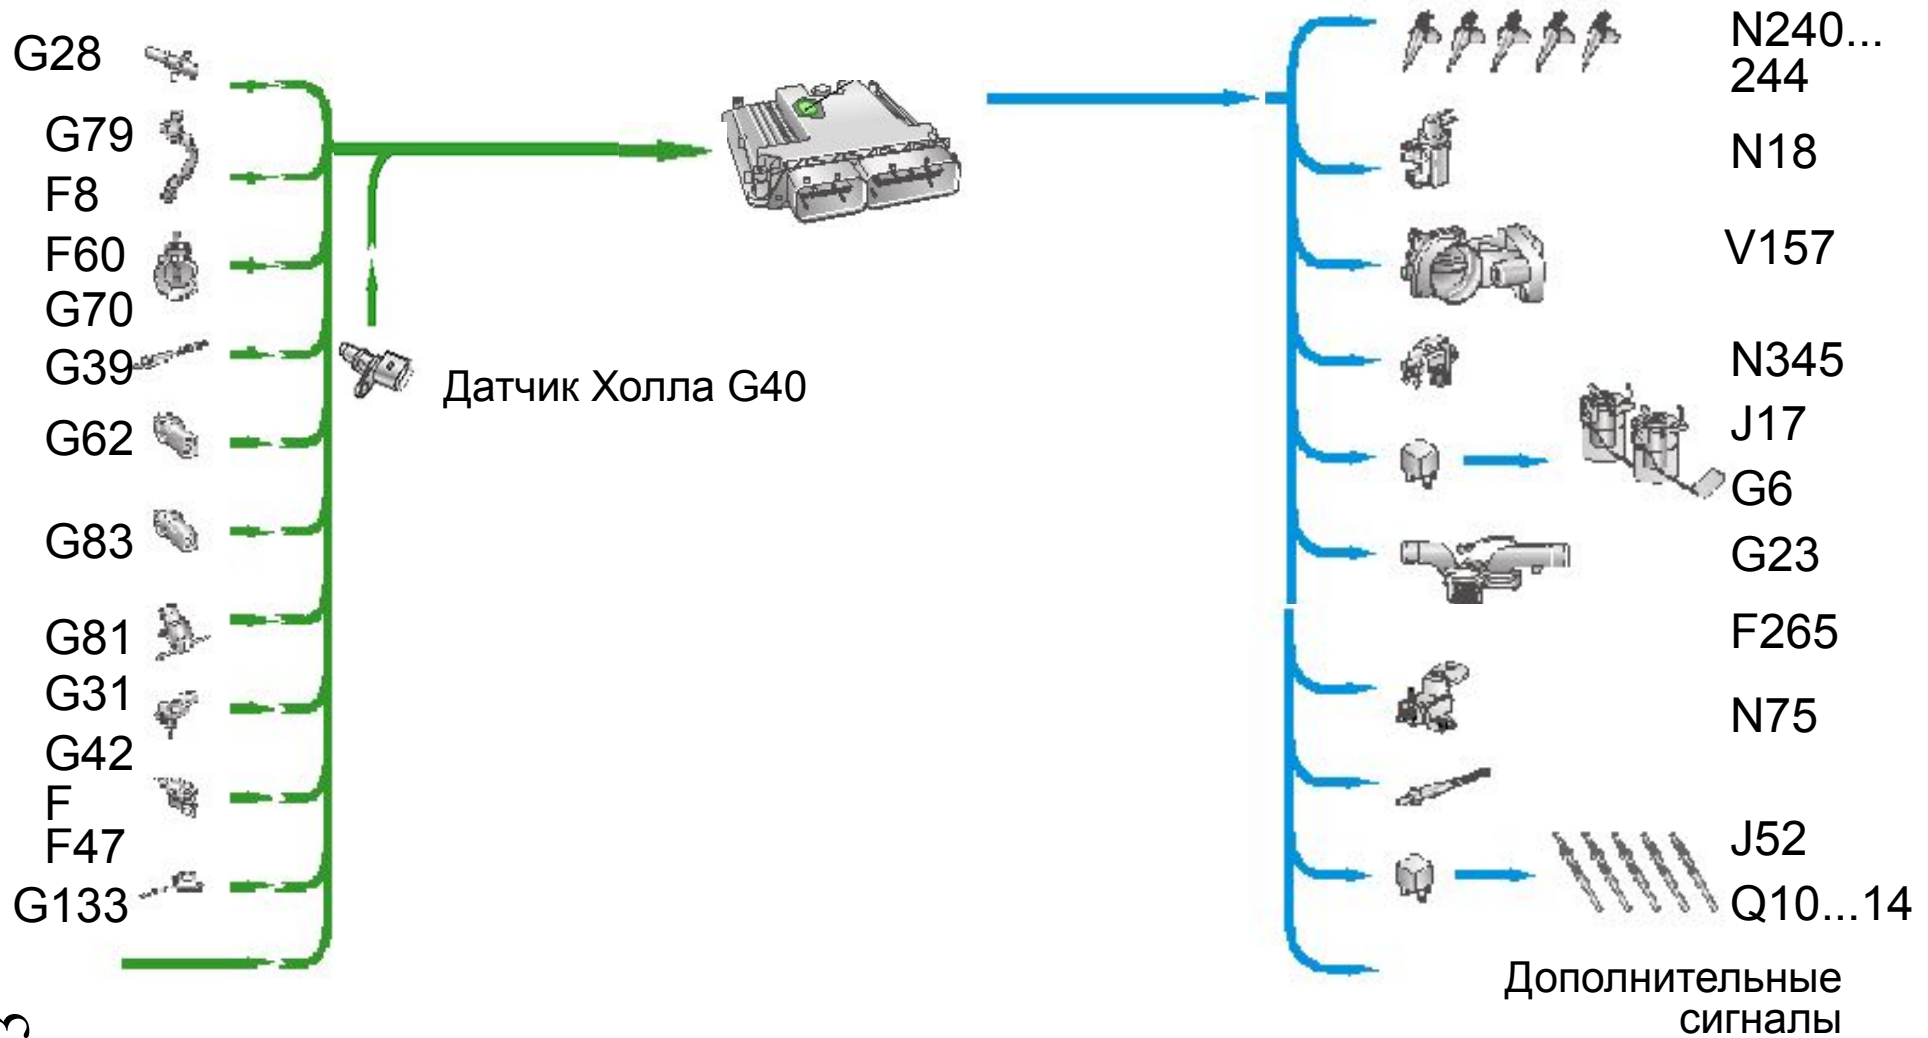 G28
G79
F8
F60
G70
G39
G62
G83
G81
G31
G42
F
F47
G133
3
Датчик Холла G40
N240...
244
N18
V157
N345
J17
G6
G23
F265
N75
J52
Q10...14
Дополнительные
сигналы